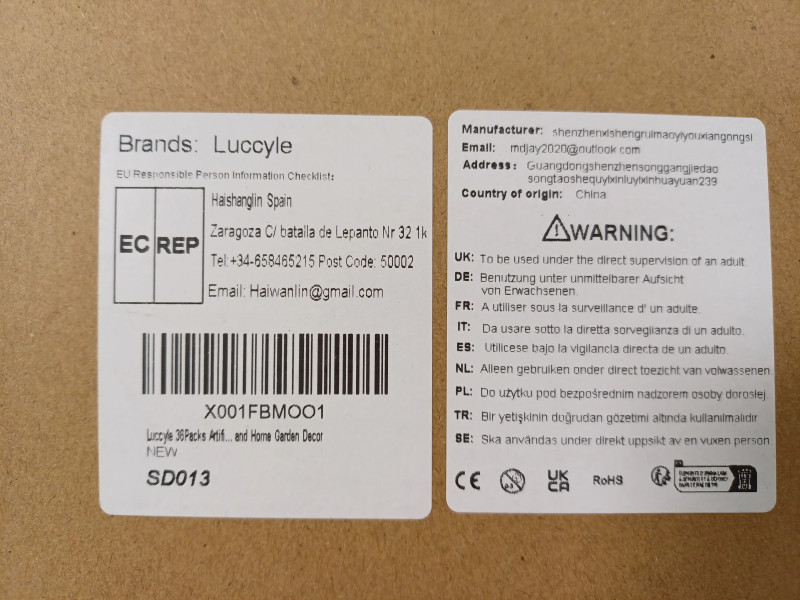 Brands: Luccyle
EU Responsible Person Information Checklist:
EC REP
Haishanglin Spain
Zaragoza C/ batalla de Lepanto Nr 32 1k
Tel:+34-658465215 Post Code: 50002
Email: Haiwanlin@gmail.com
X001FBMOO1
Luccyle 36Packs Artifi... and Home Garden Decor
NEW
SD013
Manufacturer: shenzhenxishengruimaoyiyouxiangongsi
Email: mdjay2020@outlook.com
Address: Guangdongshenzhensonggangjiedao
songtaoshequyixinluyixinhuayuan239
Country of origin: China
WARNING:
UK: To be used under the direct supervision of an adult.
DE: Benutzung unter unmittelbarer Aufsicht
von Erwachsenen.
FR: A utiliser sous la surveillance d' un adulte.
IT: Da usare sotto la diretta sorveglianza di un adulto.
ES: Utilicese bajo la vigilancia directa de un adulto.
NL: Alleen gebruiken onder direct toezicht van volwassenen
PL: Do użytku pod bezpośrednim nadzorem osoby dorosłej.
TR: Bir yetişkinin doğrudan gözetimi altında kullanılmalıdır
SE: Ska användas under direkt uppsikt av en vuxen person.
CE 0-3 UK CA RoHS